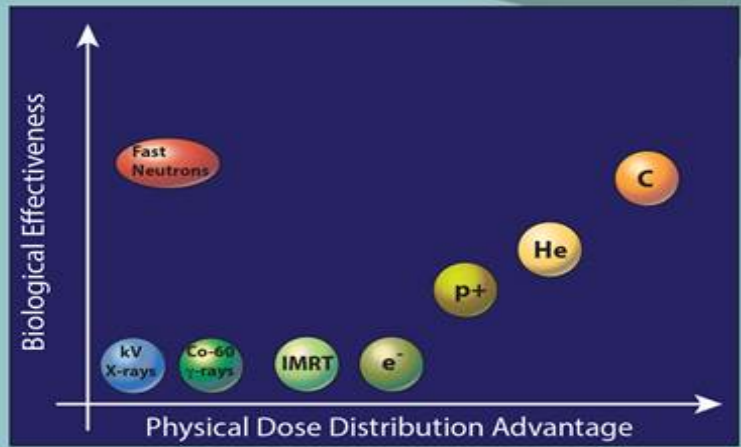 Biological Effectiveness
Fast
Neutrons
C
He
p+
kV
X-rays
Co-60
γ-rays
IMRT
e-
Physical Dose Distribution Advantage